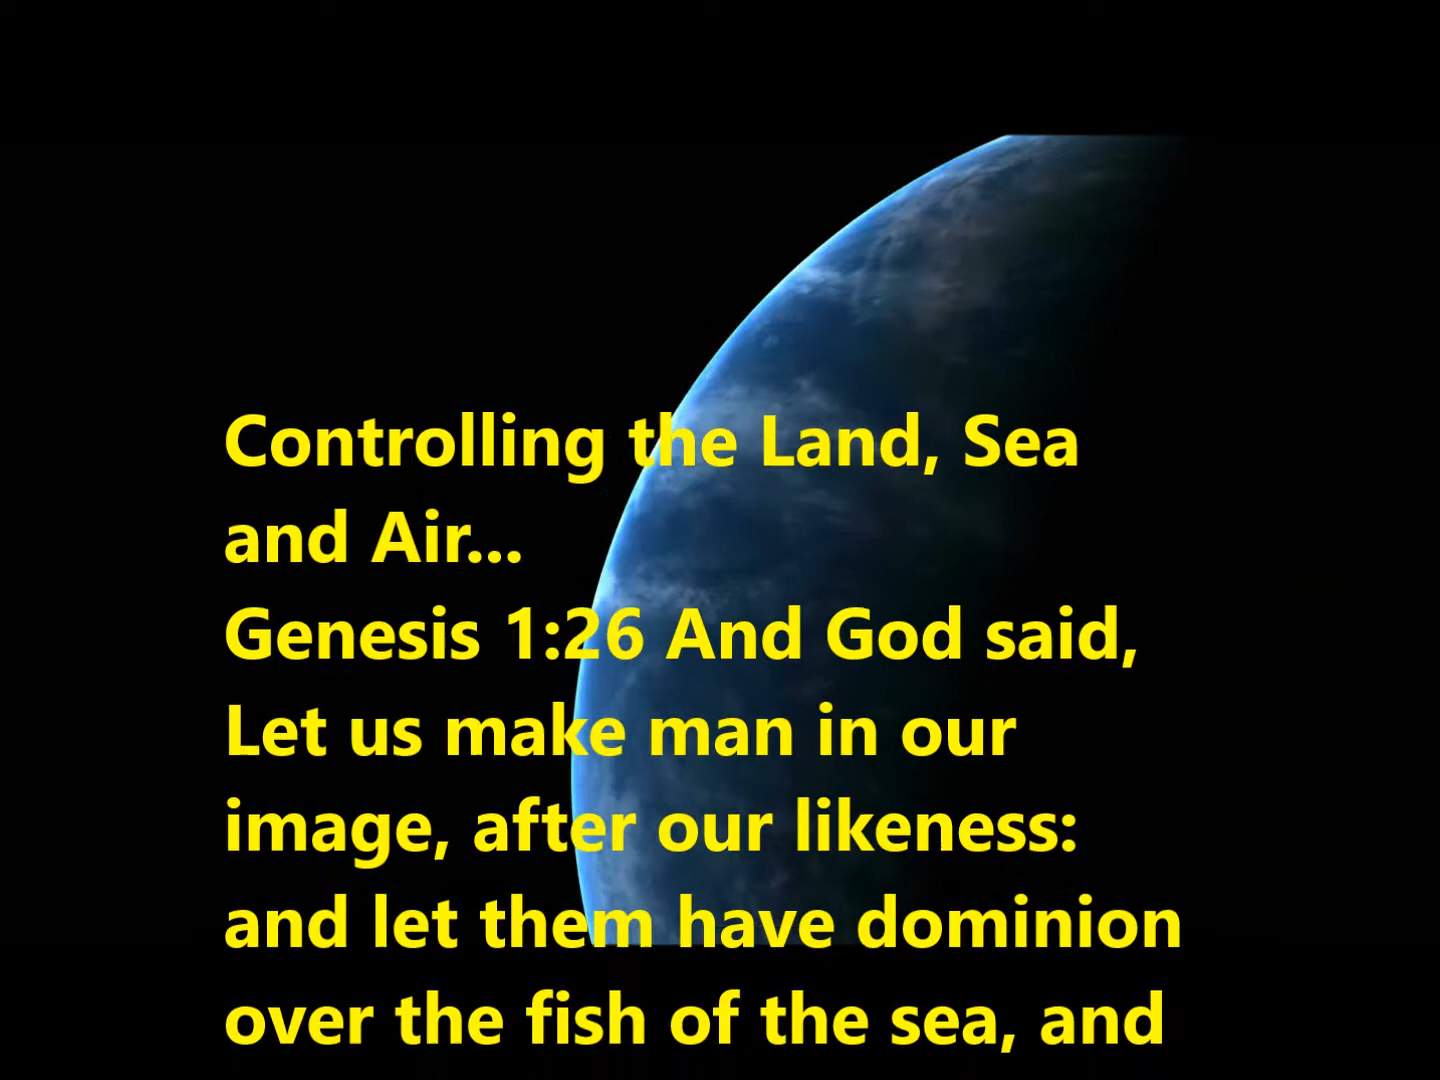 Controlling the Land, Sea
and Air...
Genesis 1:26 And God said,
Let us make man in our
image, after our likeness:
and let them have dominion
over the fish of the sea, and